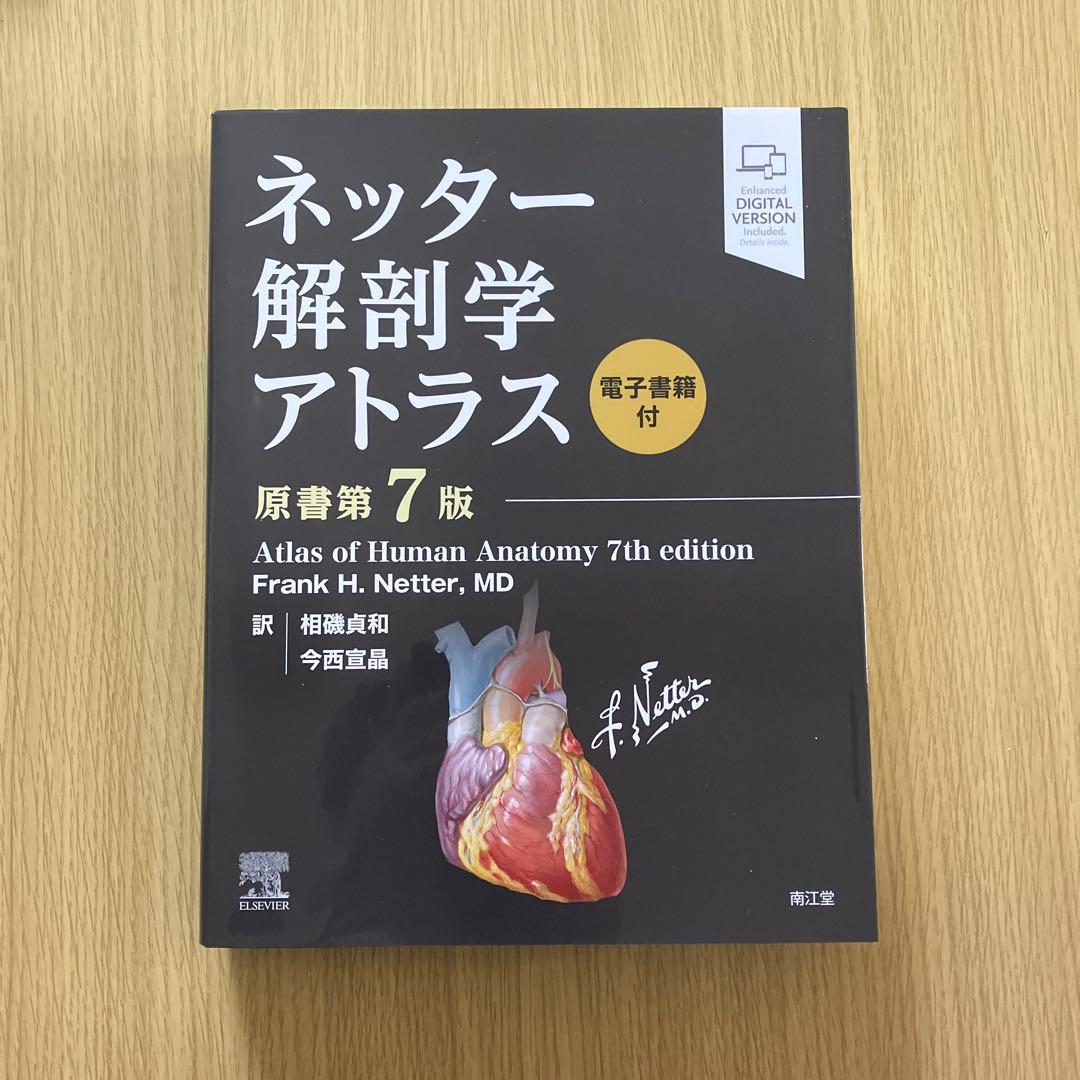 ネッター
解剖学
アトラス
電子書籍
付
Enhanced
DIGITAL
VERSION
Included.
Details inside.
原書第7版
Atlas of Human Anatomy 7th edition
Frank H. Netter, MD
訳
相磯貞和
今西宣晶
F. Netter
M.D.
ELSEVIER
南江堂